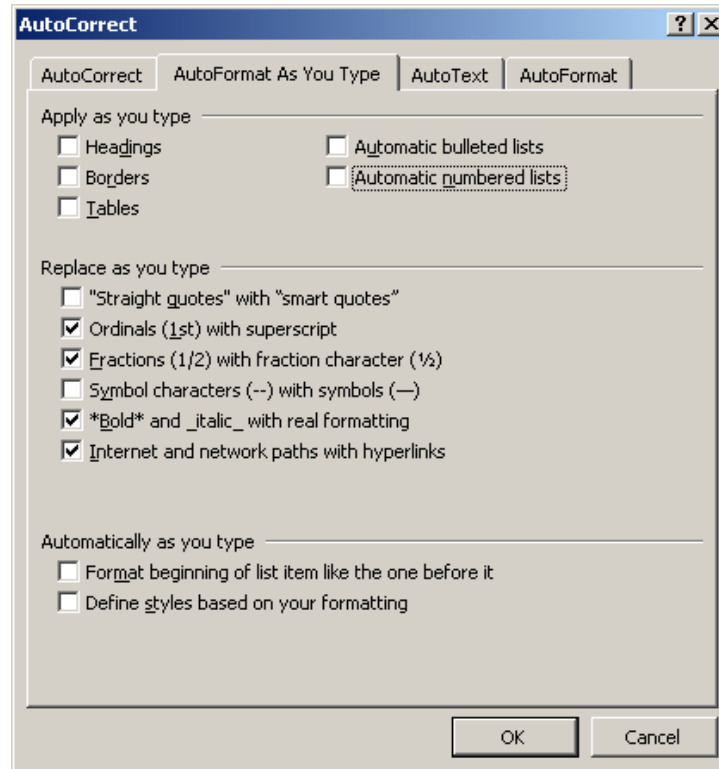 AutoCorrect
AutoCorrect AutoFormat As You Type AutoText AutoFormat
Apply as you type
Headings Automatic bulleted lists
Borders Automatic numbered lists
Tables
Replace as you type
"Straight quotes" with “smart quotes”
Ordinals (1st) with superscript
Fractions (1/2) with fraction character (½)
Symbol characters (--) with symbols (—)
*Bold* and _italic_ with real formatting
Internet and network paths with hyperlinks
Automatically as you type
Format beginning of list item like the one before it
Define styles based on your formatting
OK Cancel